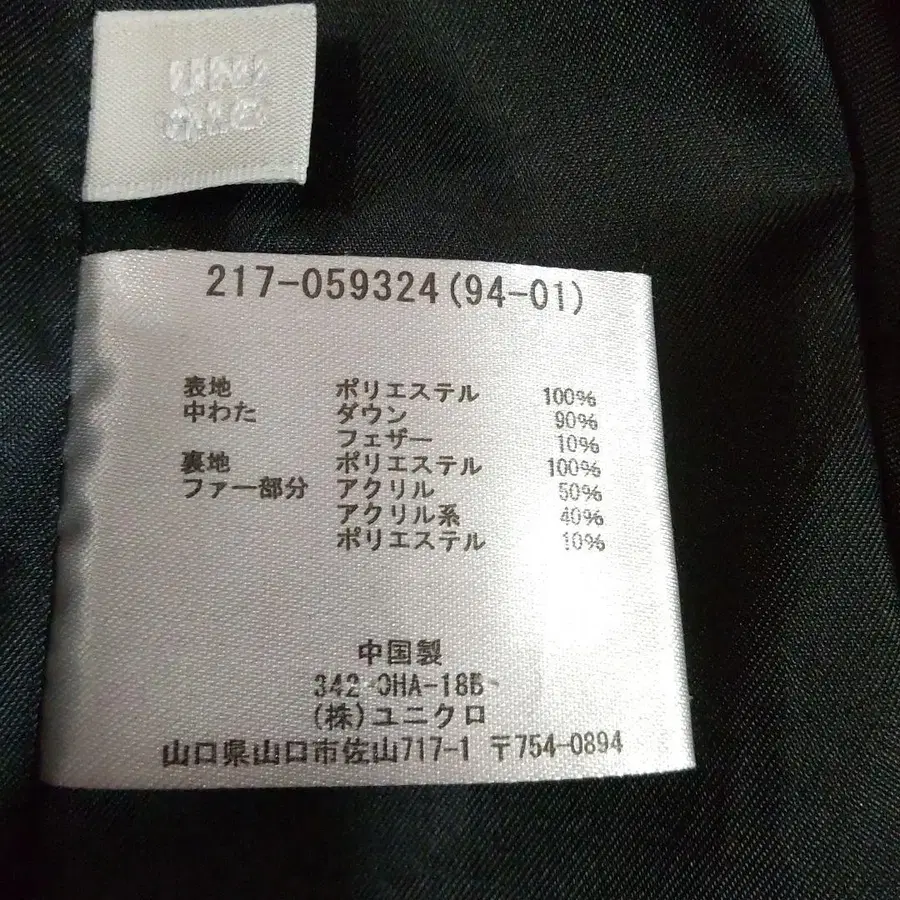 UNI
QLO
217-059324(94-01)
表地 ポリエステル 100%
中わた ダウン 90%
フェザー 10%
裏地 ポリエステル 100%
ファー部分 アクリル 50%
アクリル系 40%
ポリエステル 10%
中国製
342 OHA-18B
(株)ユニクロ
山口県山口市佐山717-1 〒754-0894